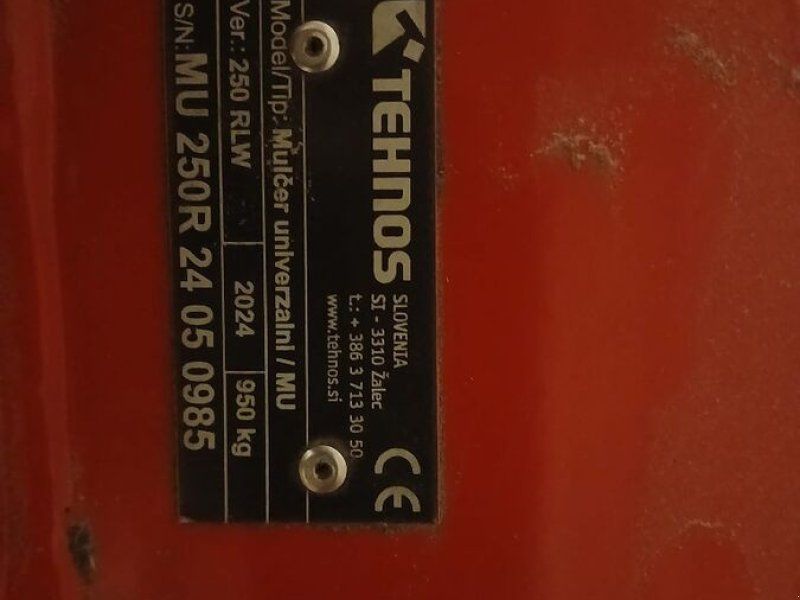 TEHNOS
SLOVENIA
SI - 3310 Žalec
t.: + 386 3 713 30 50
www.tehnos.si
CE
Model/Tip: Mulčer univerzalni / MU
Ver.: 250 RLW 2024 950 kg
S/N: MU 250R 24 05 0985